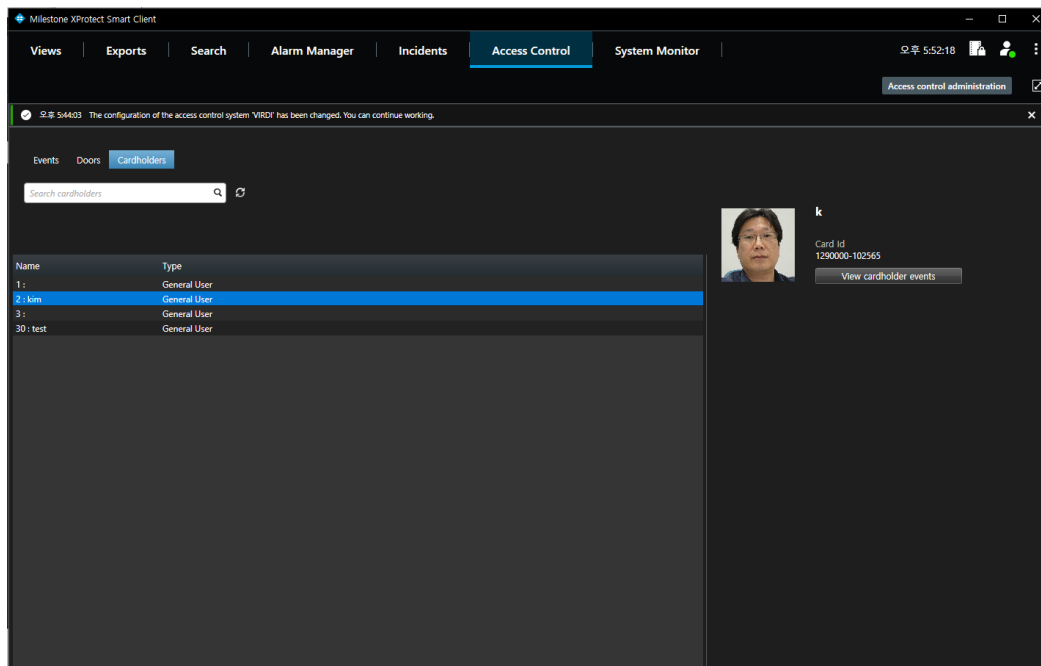 Milestone XProtect Smart Client
Views Exports Search Alarm Manager Incidents Access Control System Monitor 오후 5:52:18
Access control administration
오후 5:44:03 The configuration of the access control system 'VIRDI' has been changed. You can continue working.
Events Doors Cardholders
Search cardholders
k
Card Id
1290000-102565
View cardholder events
Name Type
1 : General User
2 : kim General User
3 : General User
30 : test General User